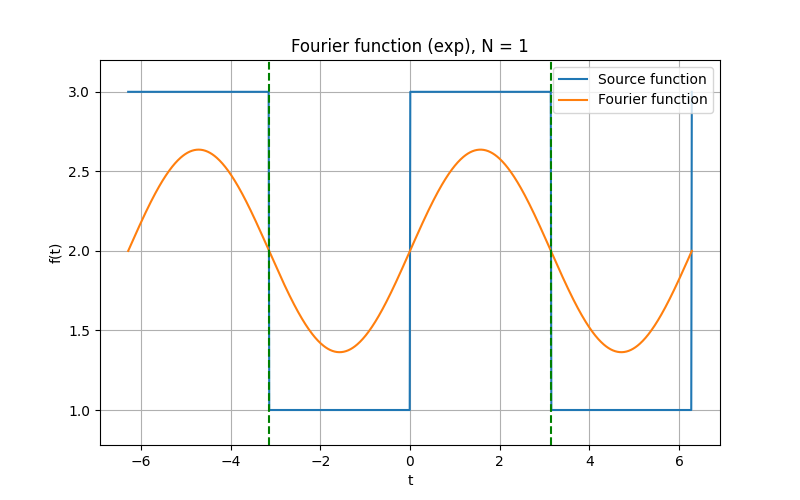 Fourier function (exp), N = 1
Source function
Fourier function
f(t)
3.0
2.5
2.0
1.5
1.0
−6
−4
−2
0
2
4
6
t